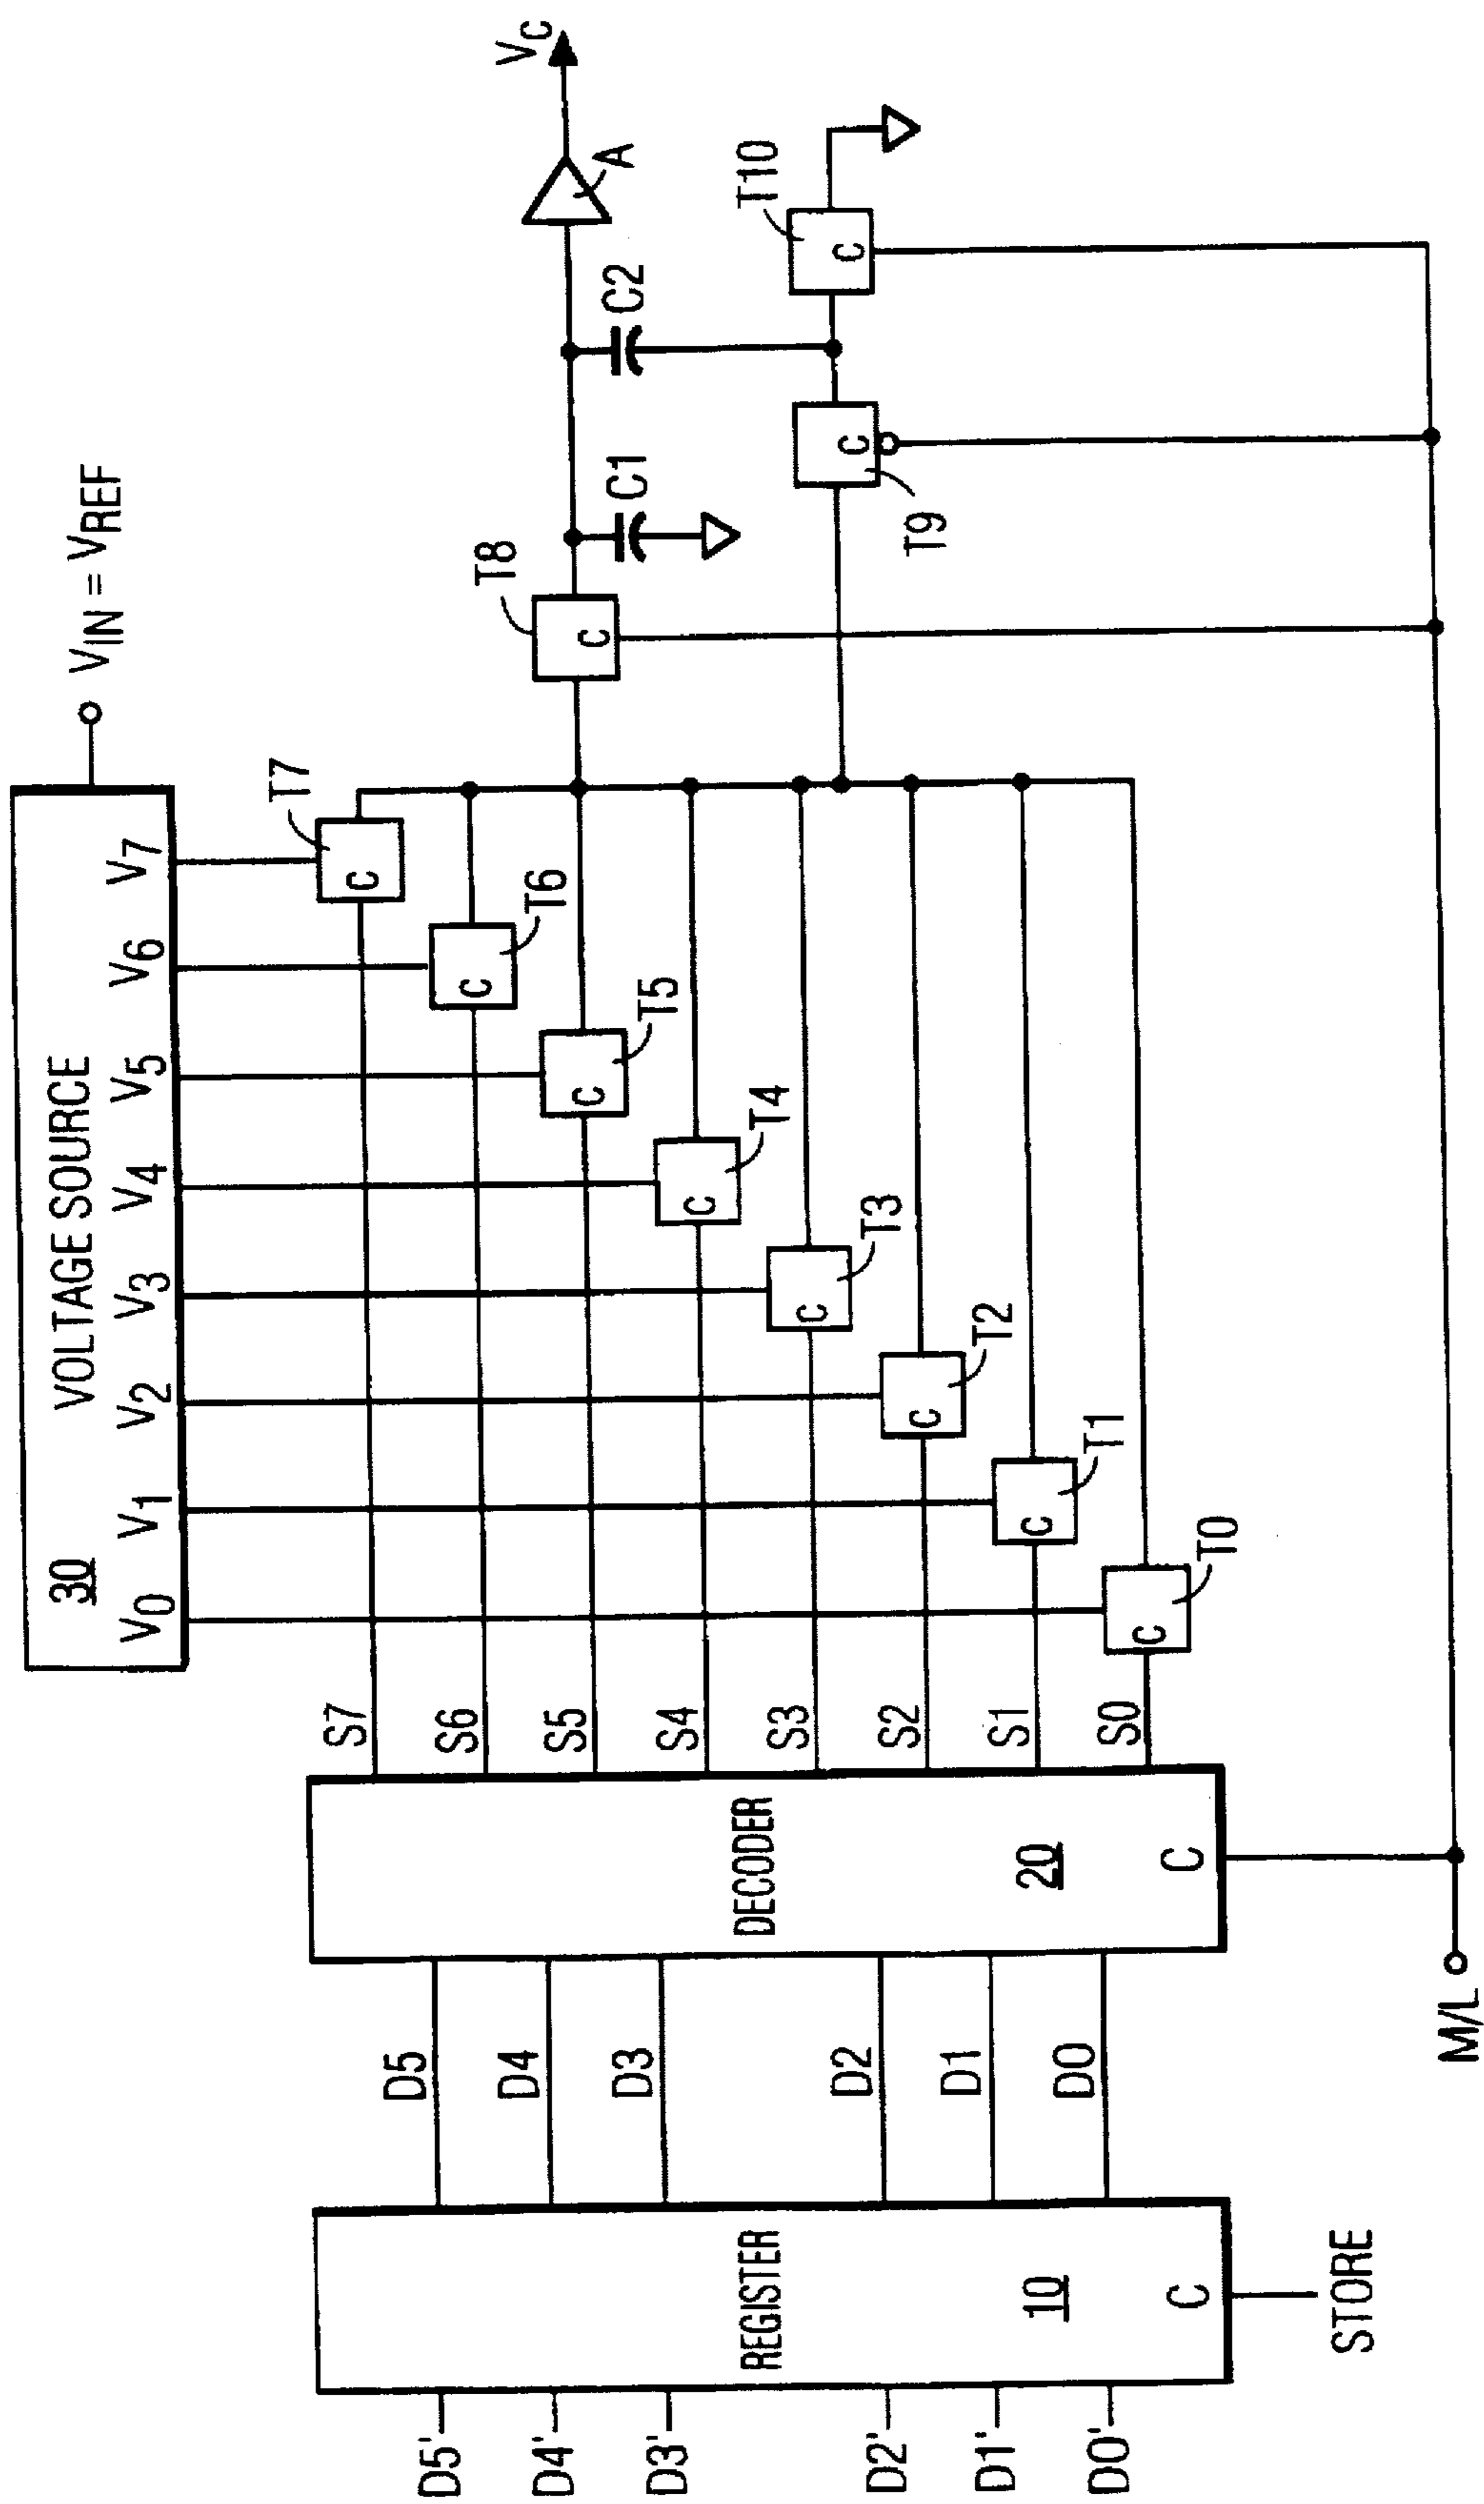 VIN = VREF
VOLTAGE SOURCE
30
V0 V1 V2 V3 V4 V5 V6 V7
T7
T6
T5
T4
T3
T2
T1
T0
T8
T9
T10
C1
C2
A
VC
C
C
C
C
C
C
C
C
C
C
C
S7
S6
S5
S4
S3
S2
S1
S0
DECODER
20
C
D5
D4
D3
D2
D1
D0
REGISTER
10
C
D5'
D4'
D3'
D2'
D1'
D0'
STORE
M/L